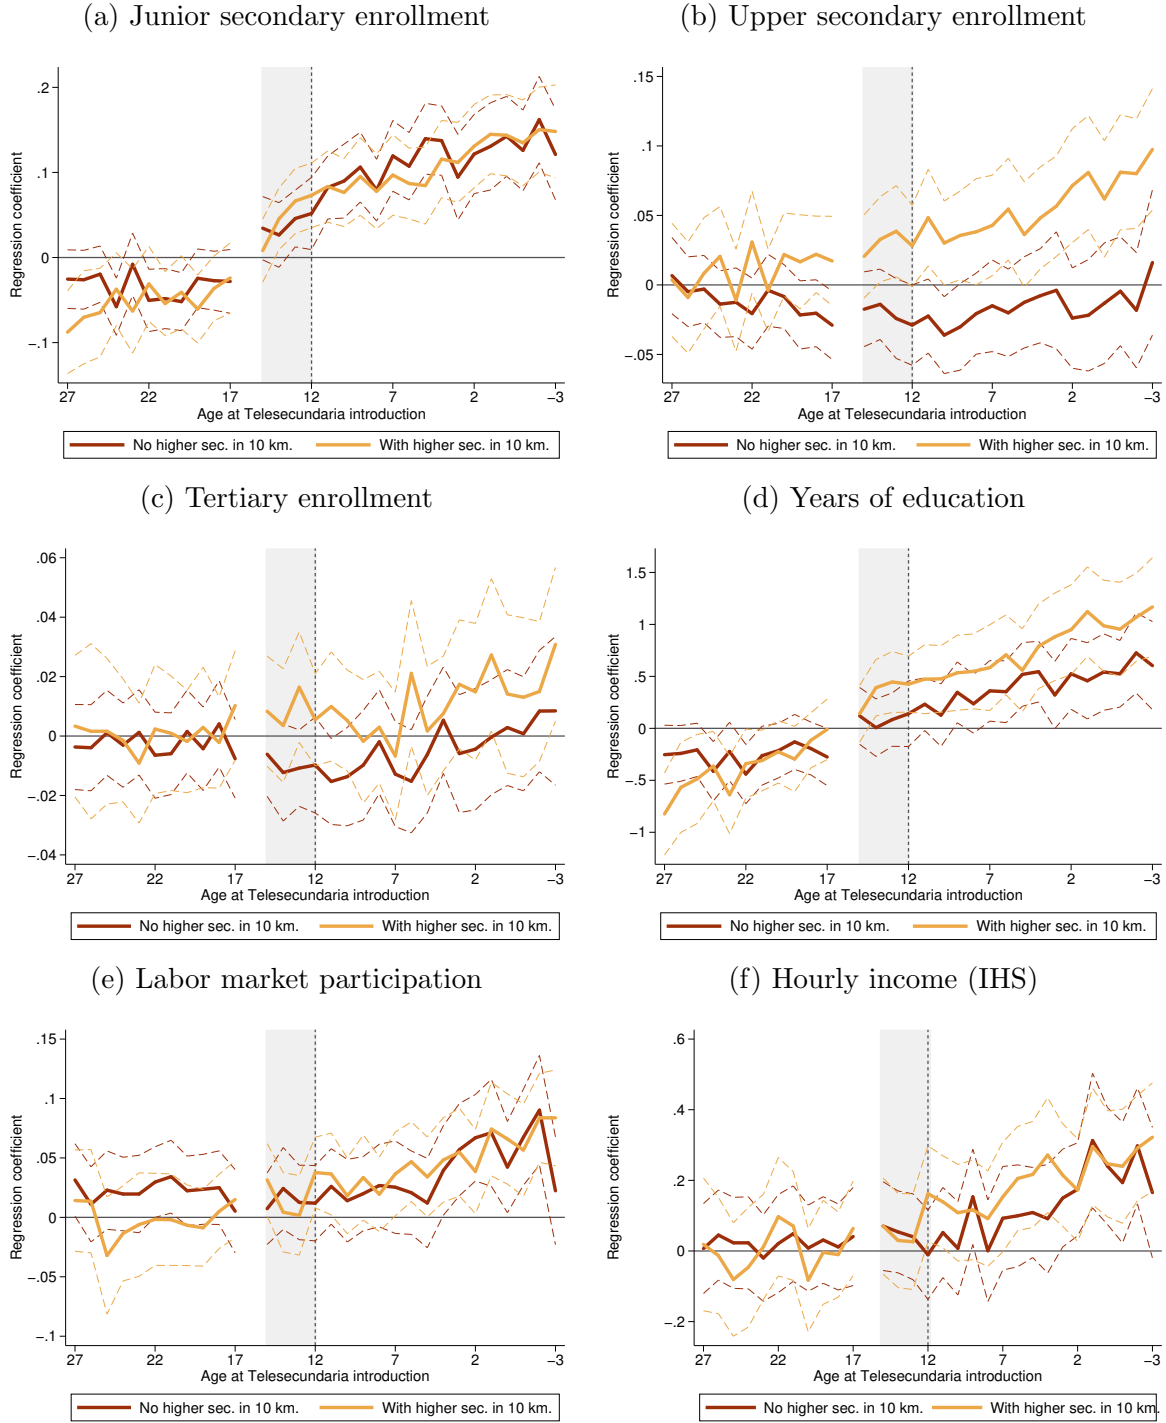 (a) Junior secondary enrollment
Regression coefficient
.2
.1
0
-.1
27 22 17 12 7 2 -3
Age at Telesecundaria introduction
No higher sec. in 10 km. With higher sec. in 10 km.
(b) Upper secondary enrollment
Regression coefficient
.15
.1
.05
0
-.05
27 22 17 12 7 2 -3
Age at Telesecundaria introduction
No higher sec. in 10 km. With higher sec. in 10 km.
(c) Tertiary enrollment
Regression coefficient
.06
.04
.02
0
-.02
-.04
27 22 17 12 7 2 -3
Age at Telesecundaria introduction
No higher sec. in 10 km. With higher sec. in 10 km.
(d) Years of education
Regression coefficient
1.5
1
.5
0
-.5
-1
27 22 17 12 7 2 -3
Age at Telesecundaria introduction
No higher sec. in 10 km. With higher sec. in 10 km.
(e) Labor market participation
Regression coefficient
.15
.1
.05
0
-.05
-.1
27 22 17 12 7 2 -3
Age at Telesecundaria introduction
No higher sec. in 10 km. With higher sec. in 10 km.
(f) Hourly income (IHS)
Regression coefficient
.6
.4
.2
0
-.2
27 22 17 12 7 2 -3
Age at Telesecundaria introduction
No higher sec. in 10 km. With higher sec. in 10 km.